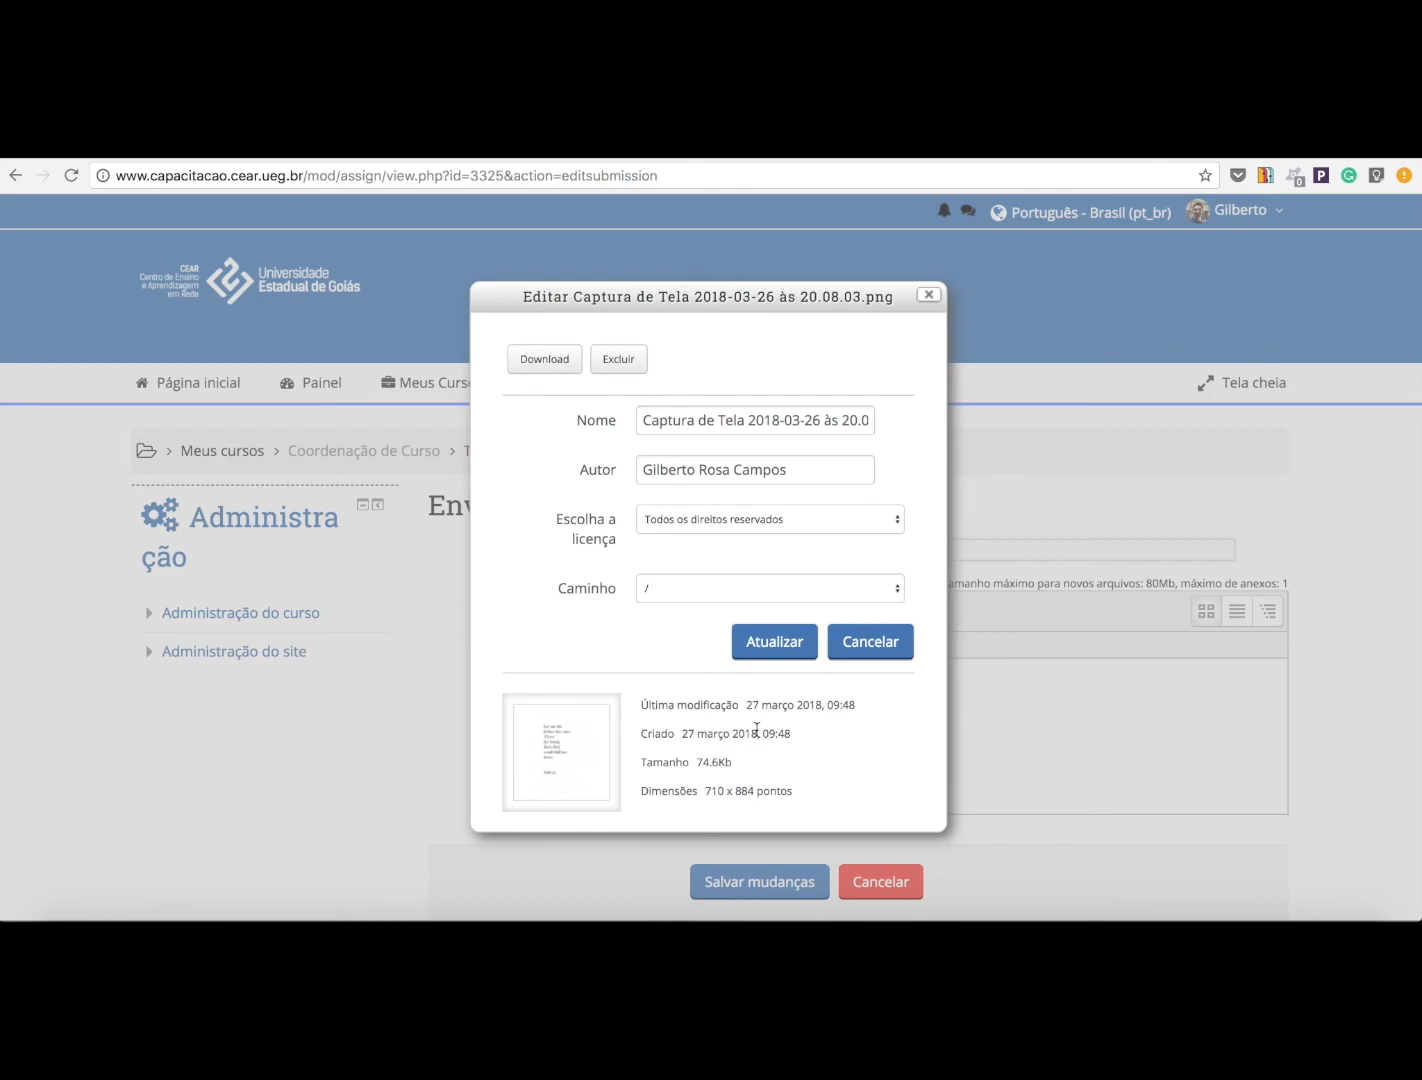 www.capacitacao.cear.ueg.br/mod/assign/view.php?id=3325&action=editsubmission
0
P
Português - Brasil (pt_br)
Gilberto
CEAR
Centro de Ensino
e Aprendizagem
em Rede
Universidade
Estadual de Goiás
Editar Captura de Tela 2018-03-26 às 20.08.03.png
Download
Excluir
Página inicial
Painel
Meus Curs
Tela cheia
Nome
Captura de Tela 2018-03-26 às 20.0
Meus cursos
Coordenação de Curso
T
Autor
Gilberto Rosa Campos
Administra
ção
Env
Escolha a
licença
Todos os direitos reservados
amanho máximo para novos arquivos: 80Mb, máximo de anexos: 1
Caminho
/
Administração do curso
Administração do site
Atualizar
Cancelar
Última modificação 27 março 2018, 09:48
Criado 27 março 2018, 09:48
Tamanho 74.6Kb
Dimensões 710 x 884 pontos
Salvar mudanças
Cancelar